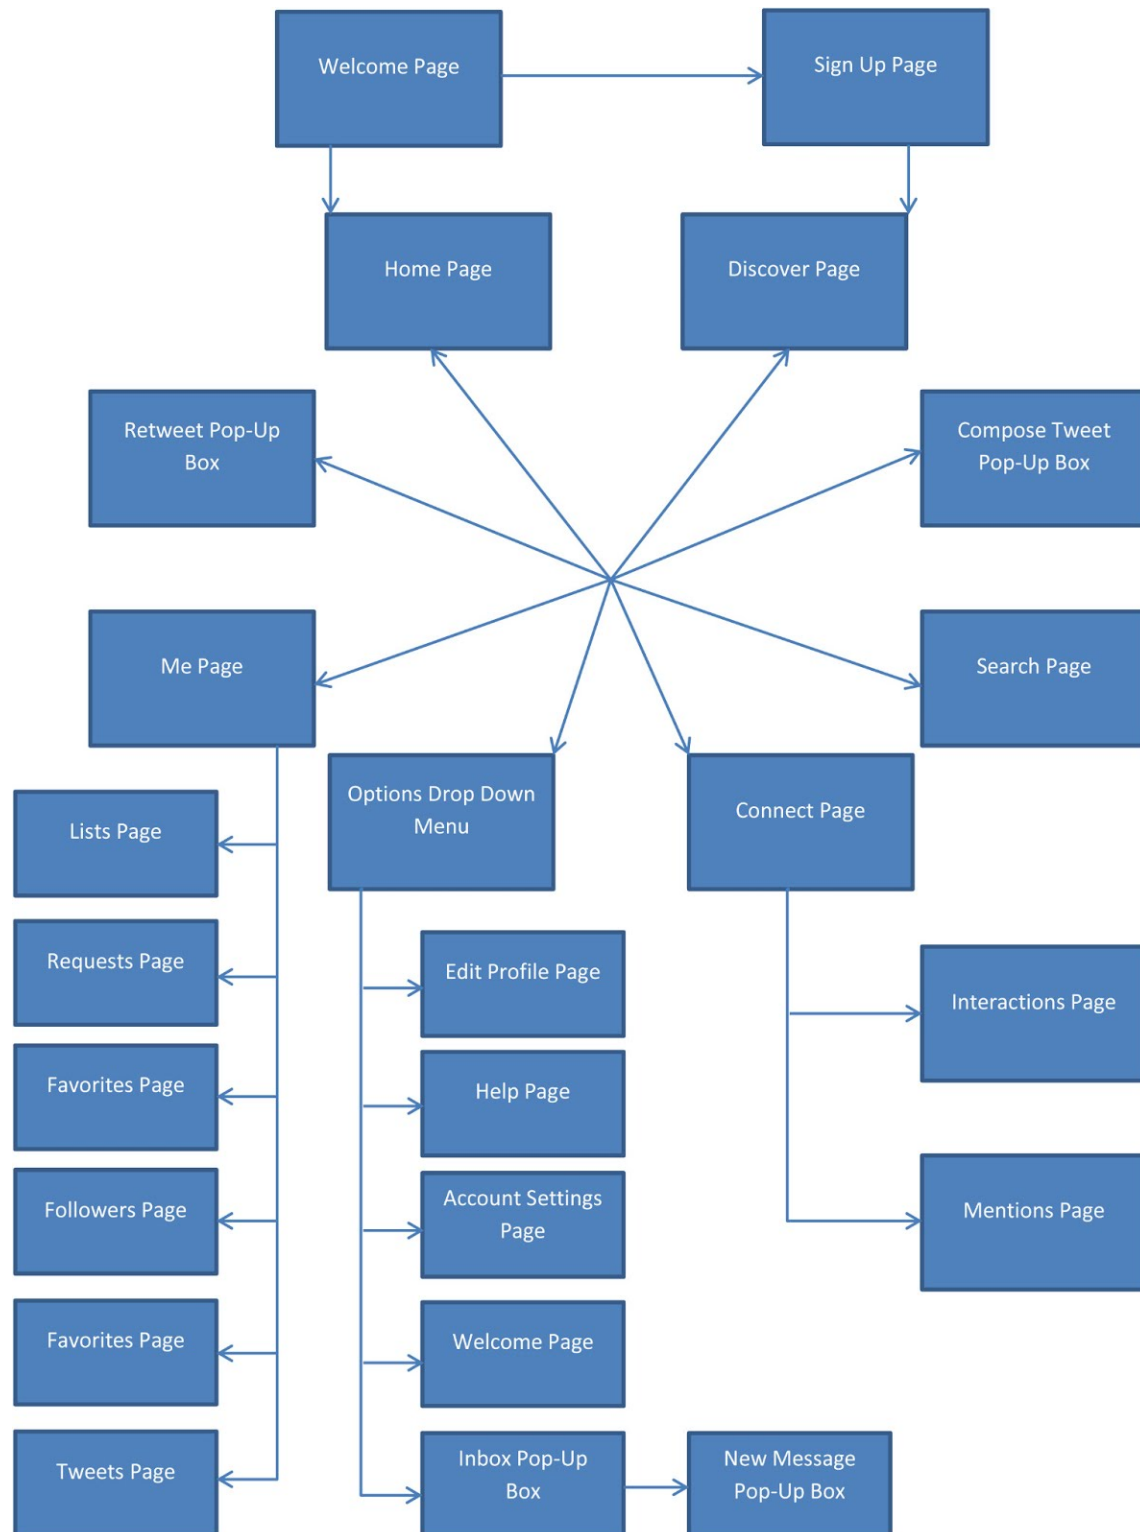 Welcome Page
Sign Up Page
Home Page
Discover Page
Retweet Pop-Up
Box
Compose Tweet
Pop-Up Box
Me Page
Search Page
Options Drop Down
Menu
Connect Page
Lists Page
Requests Page
Favorites Page
Followers Page
Favorites Page
Tweets Page
Edit Profile Page
Help Page
Account Settings
Page
Welcome Page
Inbox Pop-Up
Box
New Message
Pop-Up Box
Interactions Page
Mentions Page